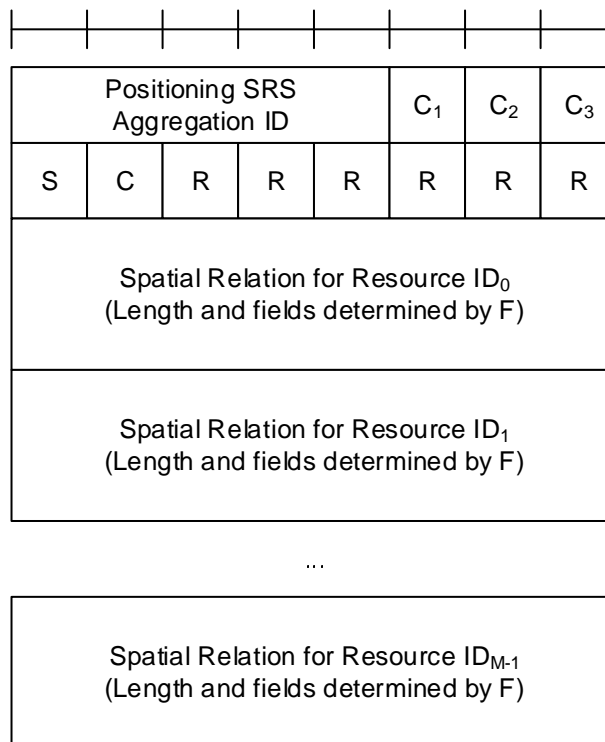 Positioning SRS
Aggregation ID
C₁ C₂ C₃
S C R R R R R R
Spatial Relation for Resource ID₀
(Length and fields determined by F)
Spatial Relation for Resource ID₁
(Length and fields determined by F)
...
Spatial Relation for Resource ID_M-1
(Length and fields determined by F)